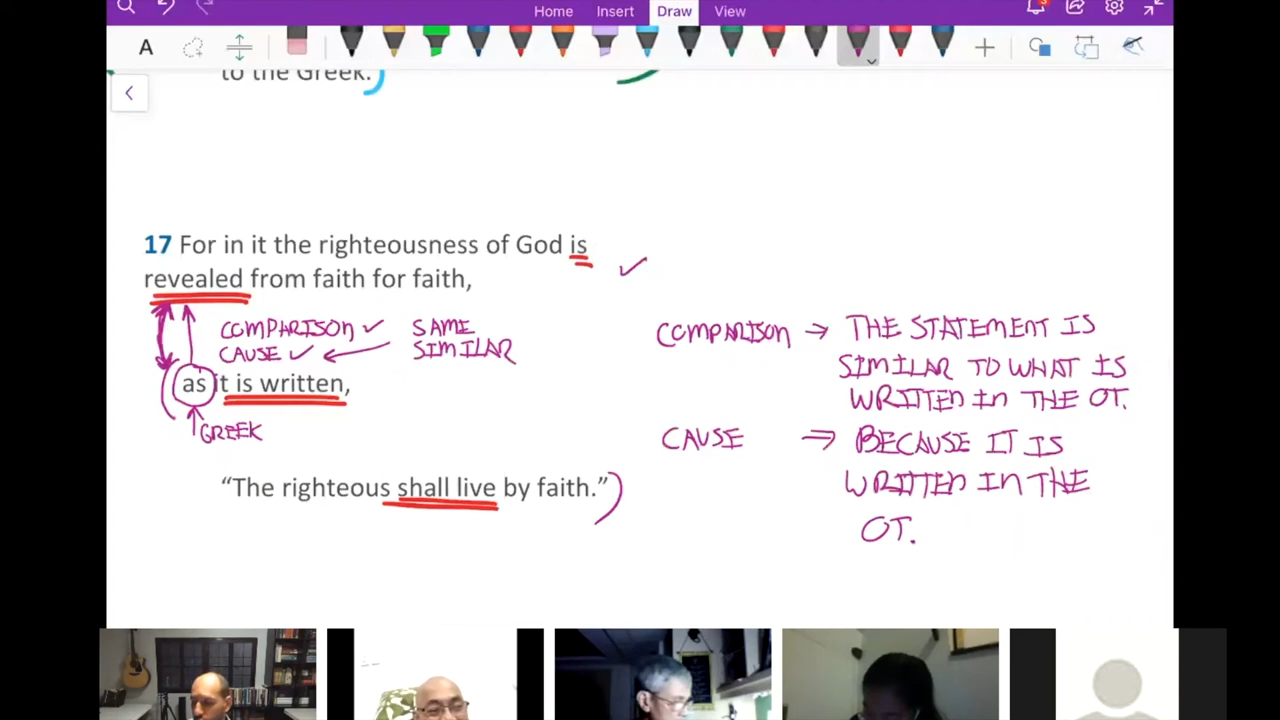 Home Insert Draw View
A
to the Greek.
17 For in it the righteousness of God is
revealed from faith for faith,
COMPARISON ✓ SAME
CAUSE ✓ SIMILAR
as it is written,
GREEK
“The righteous shall live by faith.”
COMPARISON → THE STATEMENT IS
SIMILAR TO WHAT IS
WRITTEN IN THE OT.
CAUSE ⇒ BECAUSE IT IS
WRITTEN IN THE
OT.